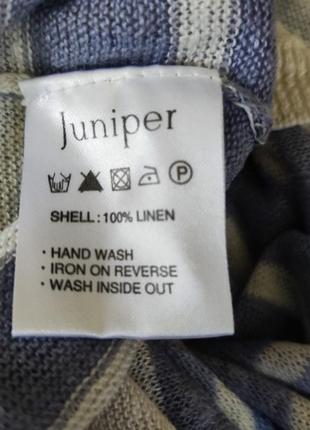 Juniper
P
SHELL: 100% LINEN
· HAND WASH
· IRON ON REVERSE
· WASH INSIDE OUT